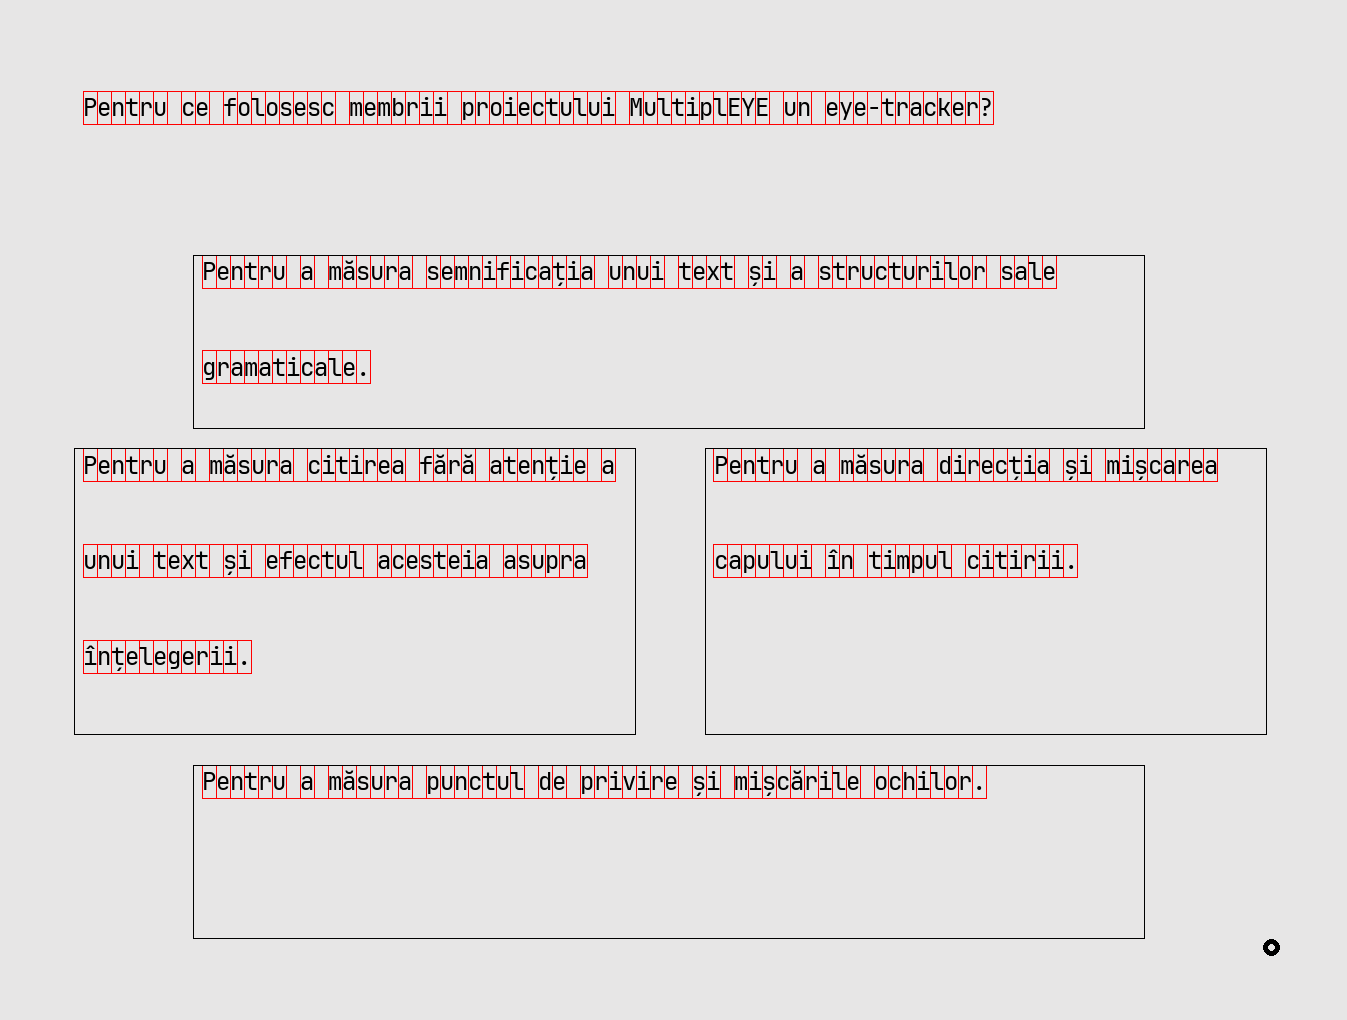 Pentru ce folosesc membrii proiectului MultiplEYE un eye-tracker?
Pentru a măsura semnificația unui text și a structurilor sale
gramaticale.
Pentru a măsura citirea fără atenție a
unui text și efectul acesteia asupra
înțelegerii.
Pentru a măsura direcția și mișcarea
capului în timpul citirii.
Pentru a măsura punctul de privire și mișcările ochilor.